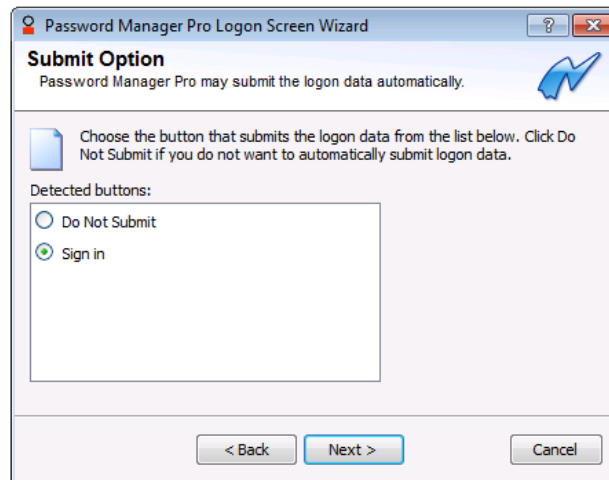 Password Manager Pro Logon Screen Wizard
?
Submit Option
Password Manager Pro may submit the logon data automatically.
Choose the button that submits the logon data from the list below. Click Do
Not Submit if you do not want to automatically submit logon data.
Detected buttons:
Do Not Submit
Sign in
< Back Next > Cancel